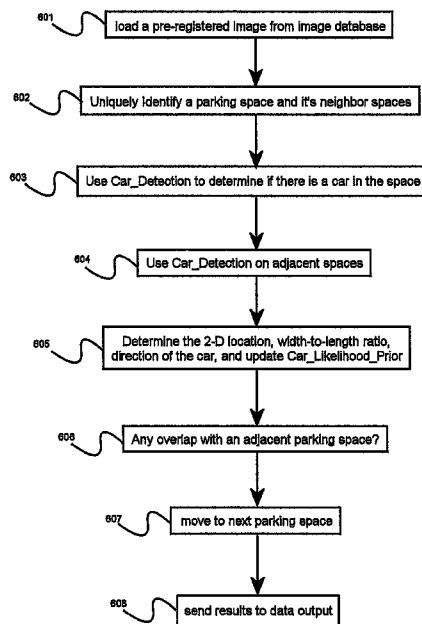 601
load a pre-registered image from image database
602
Uniquely identify a parking space and it's neighbor spaces
603
Use Car_Detection to determine if there is a car in the space
604
Use Car_Detection on adjacent spaces
605
Determine the 2-D location, width-to-length ratio,
direction of the car, and update Car_Likelihood_Prior
606
Any overlap with an adjacent parking space?
607
move to next parking space
608
send results to data output